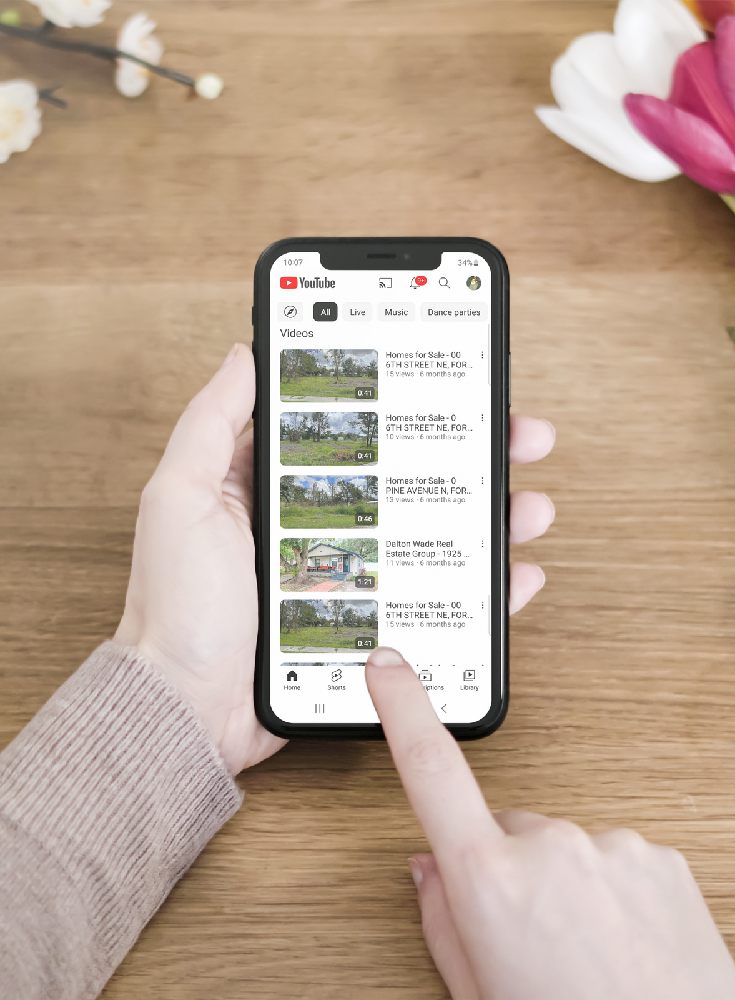 10:07 34%
YouTube 9+
All Live Music Dance parties
Videos
Homes for Sale - 00
6TH STREET NE, FOR...
15 views · 6 months ago
0:41
Homes for Sale - 0
6TH STREET NE, FOR...
10 views · 6 months ago
0:41
Homes for Sale - 0
PINE AVENUE N, FOR...
13 views · 6 months ago
0:46
Dalton Wade Real
Estate Group - 1925 ...
11 views · 6 months ago
1:21
Homes for Sale - 00
6TH STREET NE, FOR...
15 views · 6 months ago
0:41
Home Shorts riptions Library